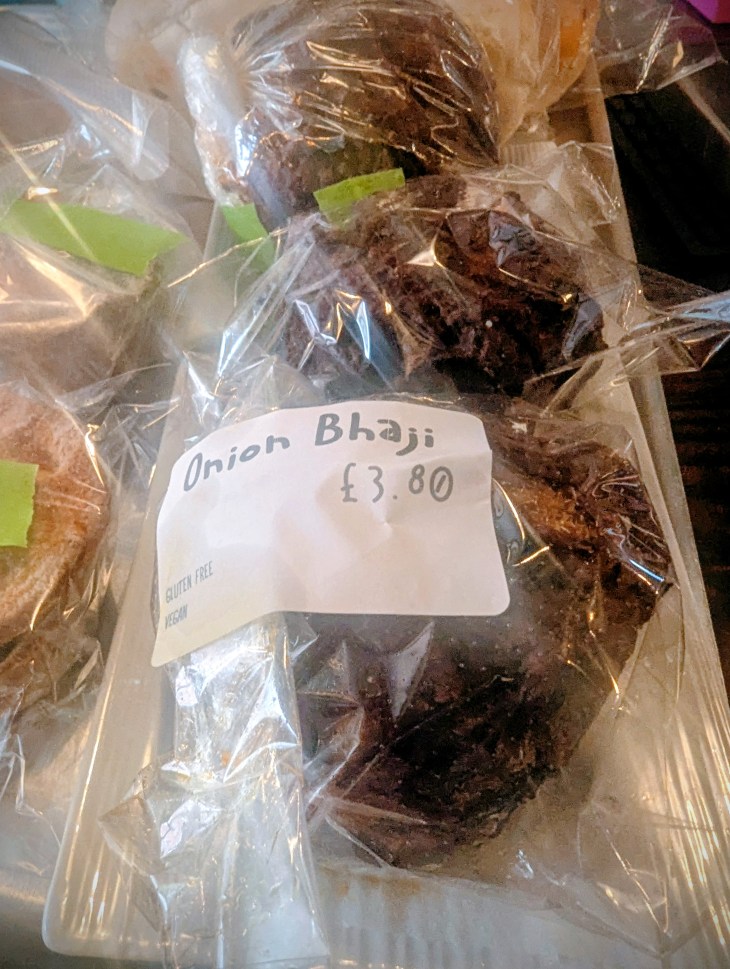 Onion Bhaji
£3.80
GLUTEN FREE
VEGAN